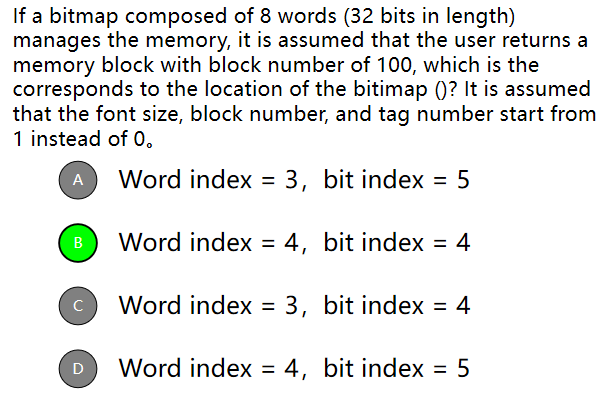 If a bitmap composed of 8 words (32 bits in length)
manages the memory, it is assumed that the user returns a
memory block with block number of 100, which is the
corresponds to the location of the bitimap ()? It is assumed
that the font size, block number, and tag number start from
1 instead of 0。
A Word index = 3，bit index = 5
B Word index = 4，bit index = 4
C Word index = 3，bit index = 4
D Word index = 4，bit index = 5